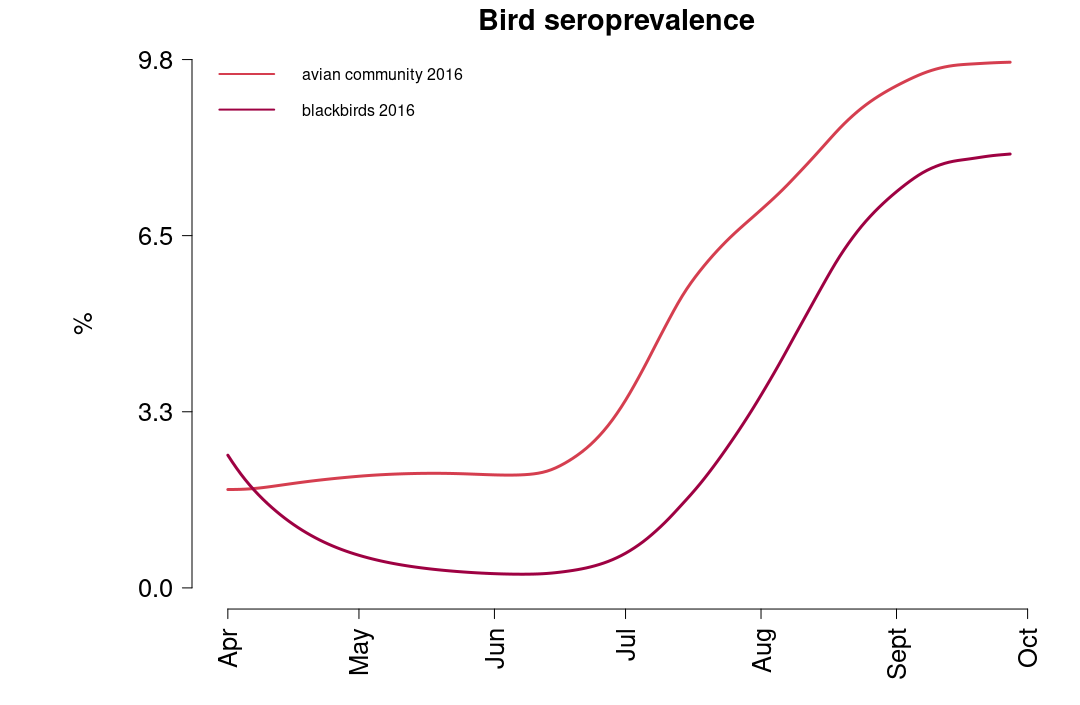 Bird seroprevalence
9.8
avian community 2016
blackbirds 2016
6.5
%
3.3
0.0
Apr
May
Jun
Jul
Aug
Sept
Oct